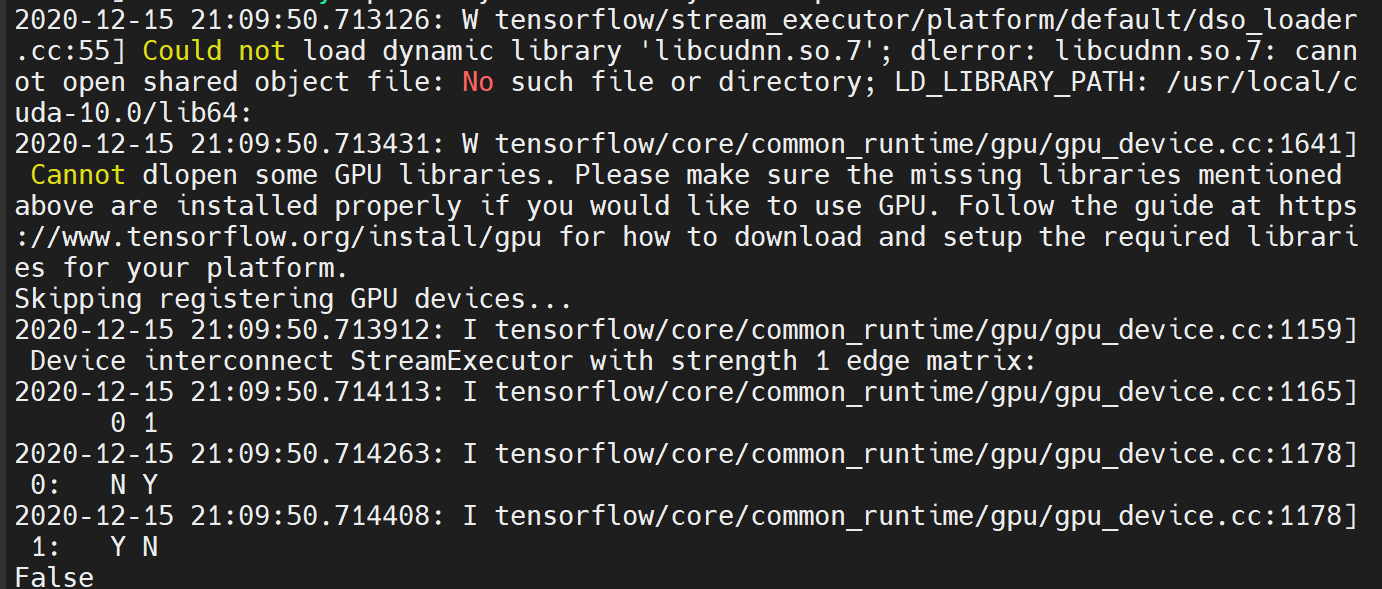 2020-12-15 21:09:50.713126: W tensorflow/stream_executor/platform/default/dso_loader
.cc:55] Could not load dynamic library 'libcudnn.so.7'; dlerror: libcudnn.so.7: cann
ot open shared object file: No such file or directory; LD_LIBRARY_PATH: /usr/local/c
uda-10.0/lib64:
2020-12-15 21:09:50.713431: W tensorflow/core/common_runtime/gpu/gpu_device.cc:1641]
 Cannot dlopen some GPU libraries. Please make sure the missing libraries mentioned
above are installed properly if you would like to use GPU. Follow the guide at https
://www.tensorflow.org/install/gpu for how to download and setup the required librari
es for your platform.
Skipping registering GPU devices...
2020-12-15 21:09:50.713912: I tensorflow/core/common_runtime/gpu/gpu_device.cc:1159]
 Device interconnect StreamExecutor with strength 1 edge matrix:
2020-12-15 21:09:50.714113: I tensorflow/core/common_runtime/gpu/gpu_device.cc:1165]
      0 1
2020-12-15 21:09:50.714263: I tensorflow/core/common_runtime/gpu/gpu_device.cc:1178]
 0:   N Y
2020-12-15 21:09:50.714408: I tensorflow/core/common_runtime/gpu/gpu_device.cc:1178]
 1:   Y N
False